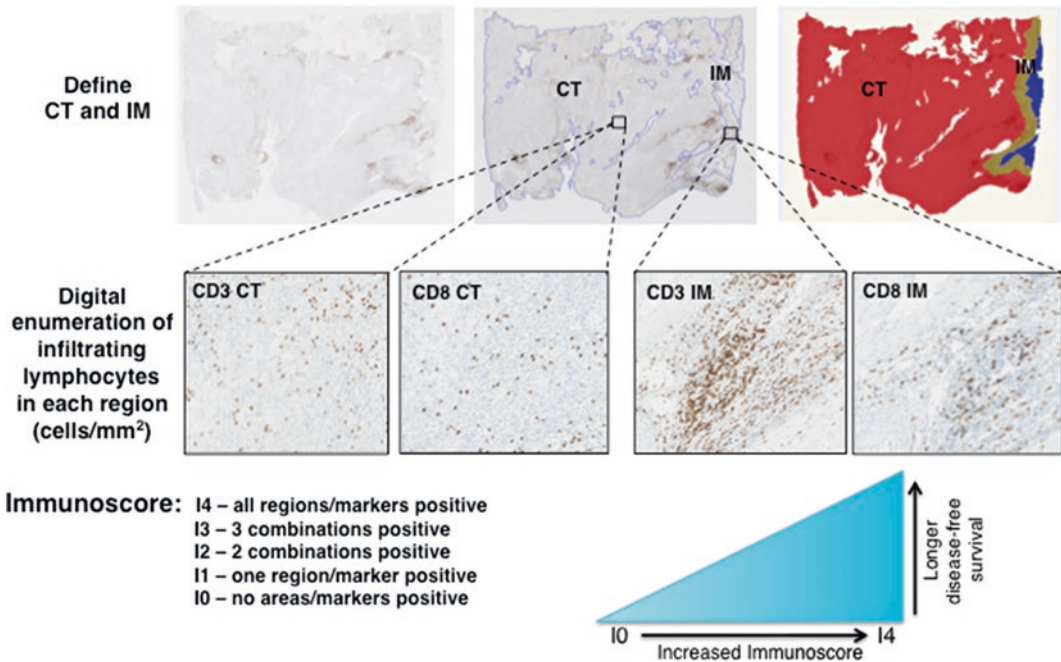 Define
CT and IM
CT
IM
CT
IM
Digital
enumeration of
infiltrating
lymphocytes
in each region
(cells/mm²)
CD3 CT
CD8 CT
CD3 IM
CD8 IM
Immunoscore:
I4 – all regions/markers positive
I3 – 3 combinations positive
I2 – 2 combinations positive
I1 – one region/marker positive
I0 – no areas/markers positive
Longer
disease-free
survival
I0
I4
Increased Immunoscore